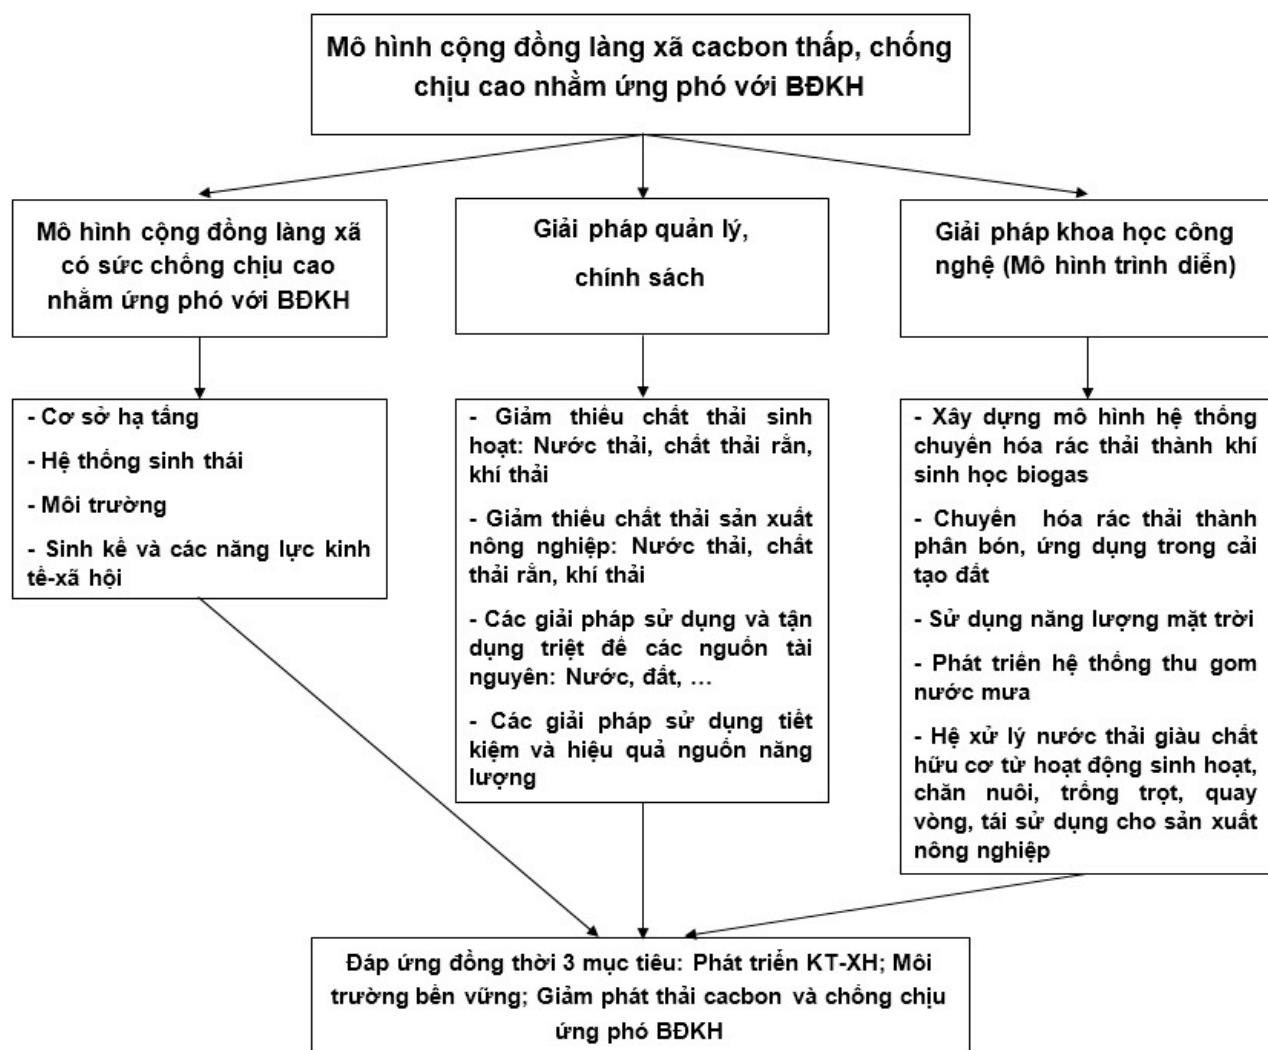 Mô hình cộng đồng làng xã cacbon thấp, chống
chịu cao nhằm ứng phó với BĐKH
Mô hình cộng đồng làng xã
có sức chống chịu cao
nhằm ứng phó với BĐKH
Giải pháp quản lý,
chính sách
Giải pháp khoa học công
nghệ (Mô hình trình diễn)
- Cơ sở hạ tầng
- Hệ thống sinh thái
- Môi trường
- Sinh kế và các năng lực kinh
tế-xã hội
- Giảm thiểu chất thải sinh
hoạt: Nước thải, chất thải rắn,
khí thải
- Giảm thiểu chất thải sản xuất
nông nghiệp: Nước thải, chất
thải rắn, khí thải
- Các giải pháp sử dụng và tận
dụng triệt để các nguồn tài
nguyên: Nước, đất, …
- Các giải pháp sử dụng tiết
kiệm và hiệu quả nguồn năng
lượng
- Xây dựng mô hình hệ thống
chuyển hóa rác thải thành khí
sinh học biogas
- Chuyển hóa rác thải thành
phân bón, ứng dụng trong cải
tạo đất
- Sử dụng năng lượng mặt trời
- Phát triển hệ thống thu gom
nước mưa
- Hệ xử lý nước thải giàu chất
hữu cơ từ hoạt động sinh hoạt,
chăn nuôi, trồng trọt, quay
vòng, tái sử dụng cho sản xuất
nông nghiệp
Đáp ứng đồng thời 3 mục tiêu: Phát triển KT-XH; Môi
trường bền vững; Giảm phát thải cacbon và chống chịu
ứng phó BĐKH